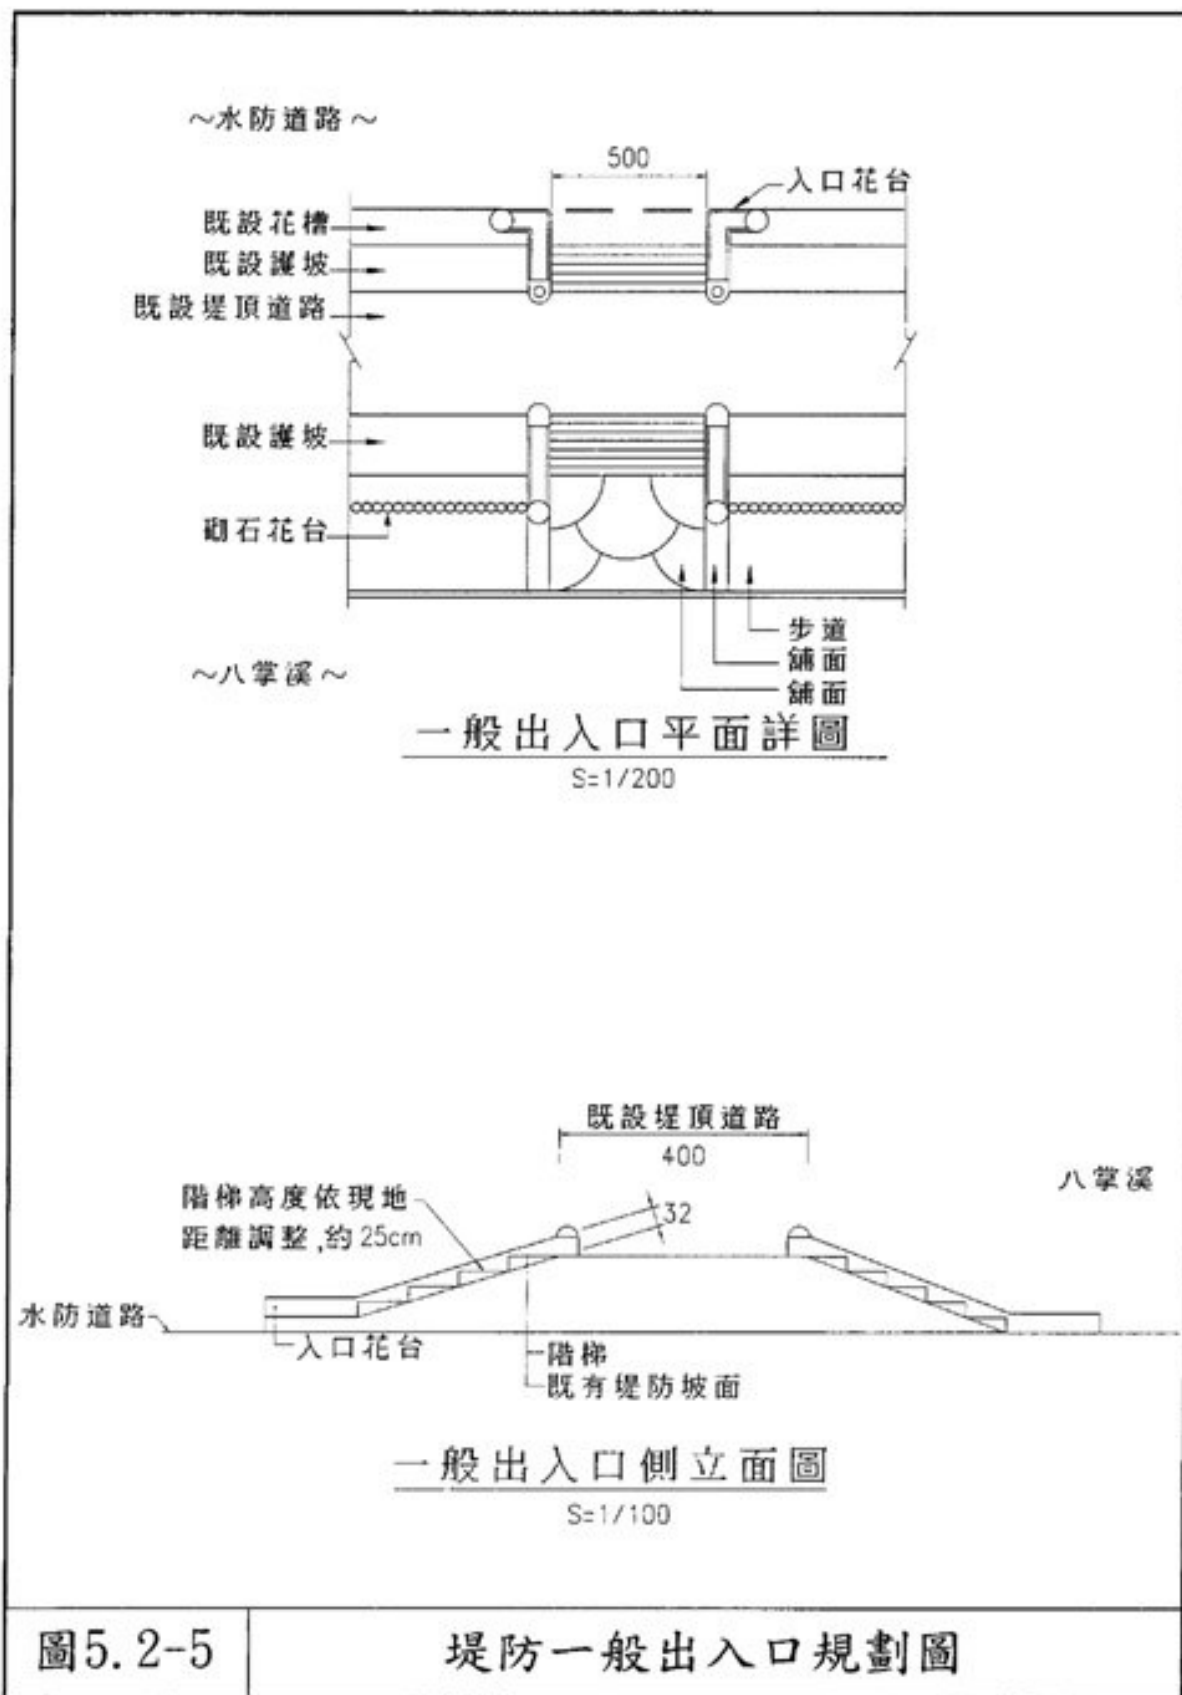 ～水防道路～
500
入口花台
既設花槽
既設護坡
既設堤頂道路
既設護坡
砌石花台
步道
舖面
舖面
～八掌溪～
一般出入口平面詳圖
S=1/200
既設堤頂道路
400
八掌溪
階梯高度依現地
距離調整,約25cm
32
水防道路
入口花台
階梯
既有堤防坡面
一般出入口側立面圖
S=1/100
圖5.2-5
堤防一般出入口規劃圖